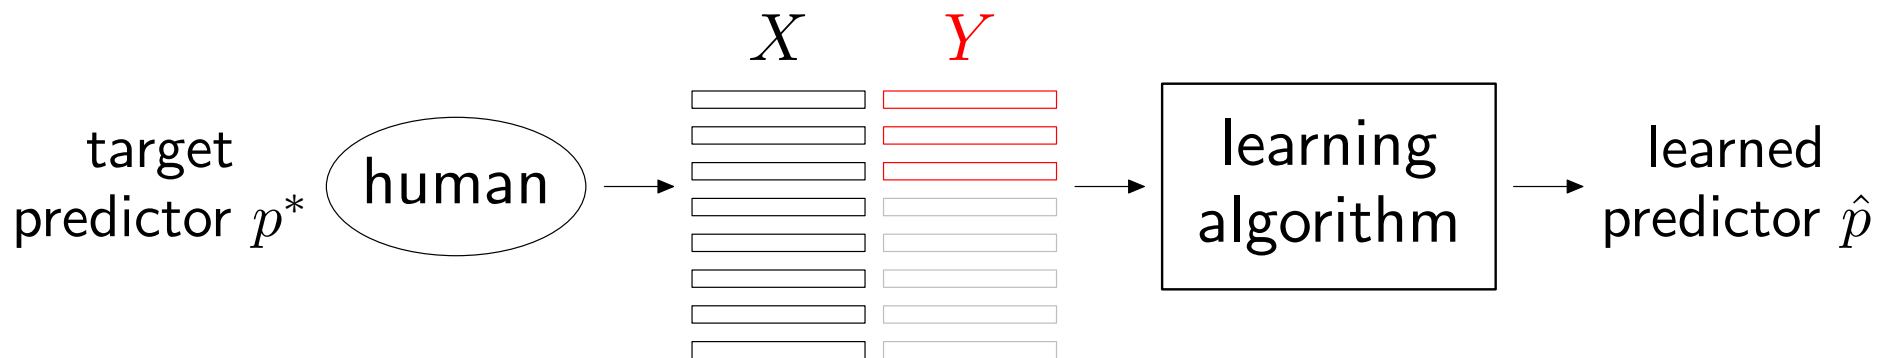 target
predictor p*
human
X
Y
learning
algorithm
learned
predictor p̂